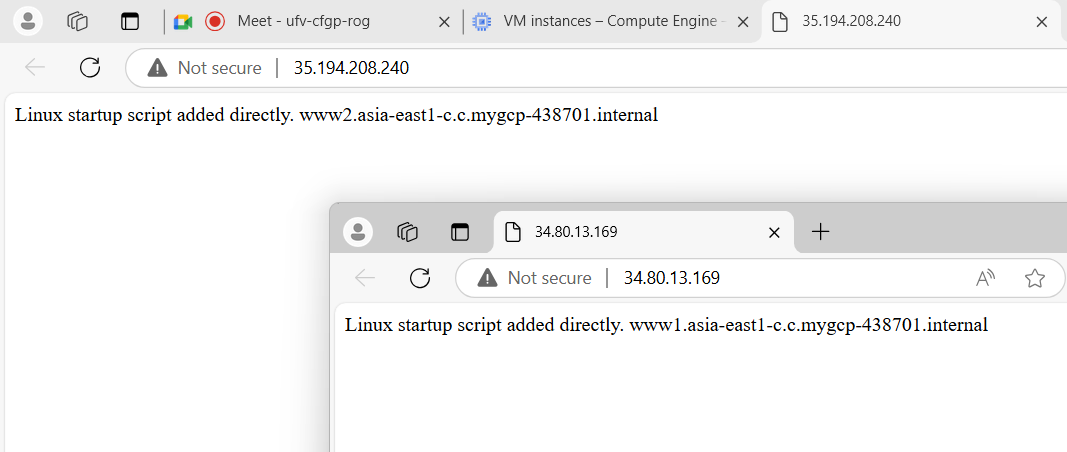 Meet - ufv-cfgp-rog
VM instances – Compute Engine -
35.194.208.240
Not secure | 35.194.208.240
Linux startup script added directly. www2.asia-east1-c.c.mygcp-438701.internal
34.80.13.169
Not secure | 34.80.13.169
Linux startup script added directly. www1.asia-east1-c.c.mygcp-438701.internal